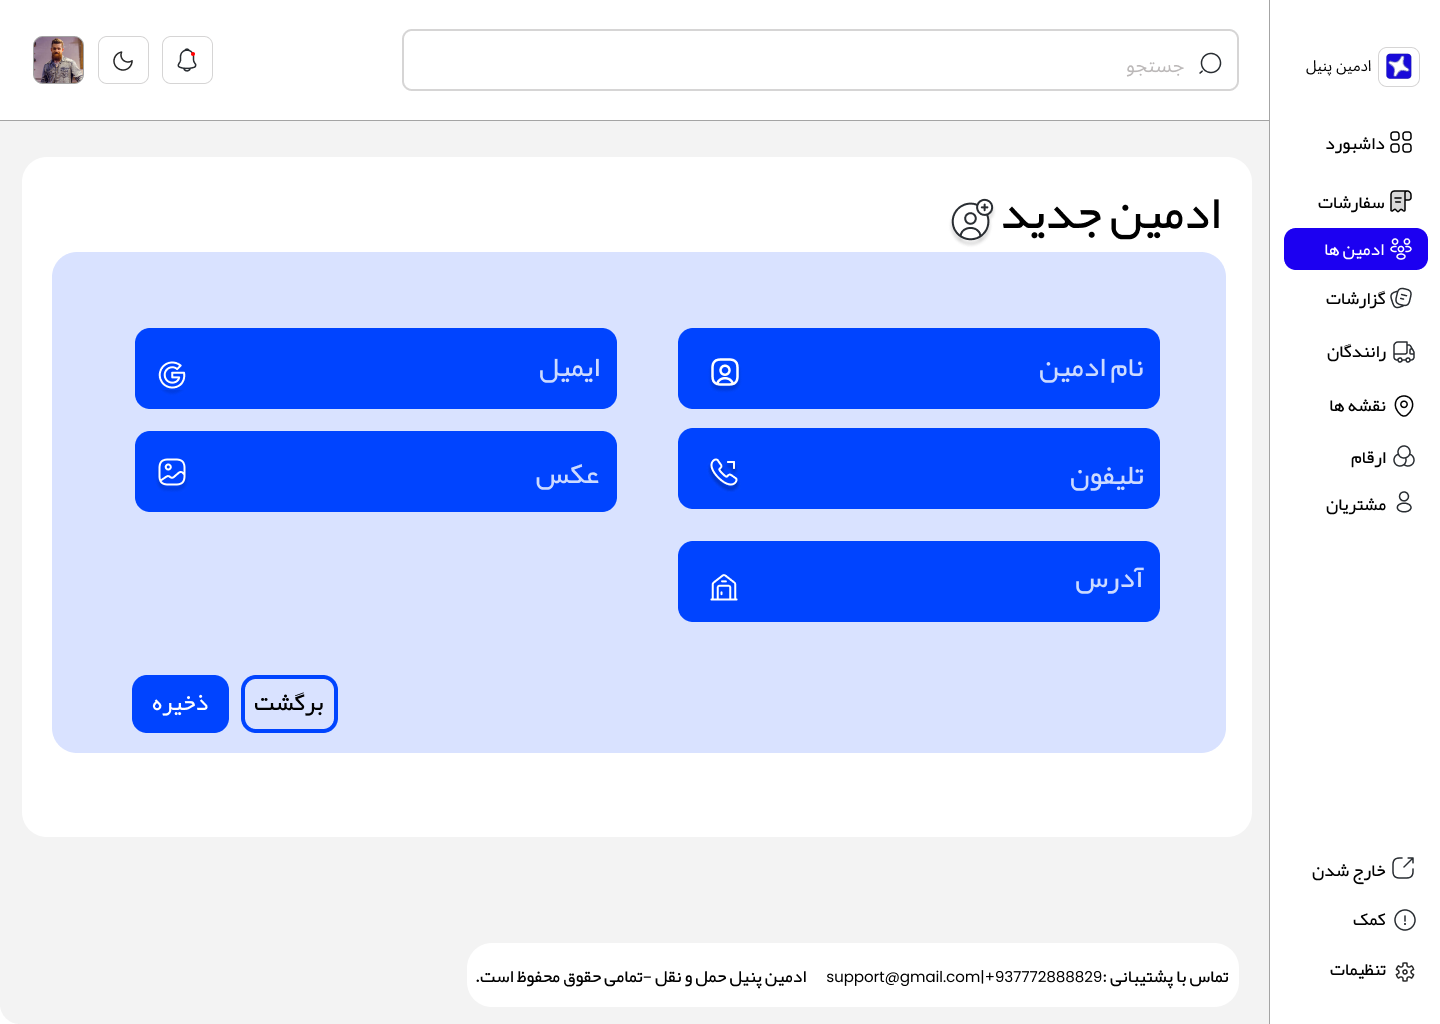 ادمین پنیل
جستجو
داشبورد
سفارشات
ادمین ها
گزارشات
رانندگان
نقشه ها
ارقام
مشتریان
خارج شدن
کمک
تنظیمات
ادمین جدید
نام ادمین
ایمیل
تلیفون
عکس
آدرس
برگشت
ذخیره
تماس با پشتیبانی :support@gmail.com|+937772888829 ادمین پنیل حمل و نقل -تمامی حقوق محفوظ است.